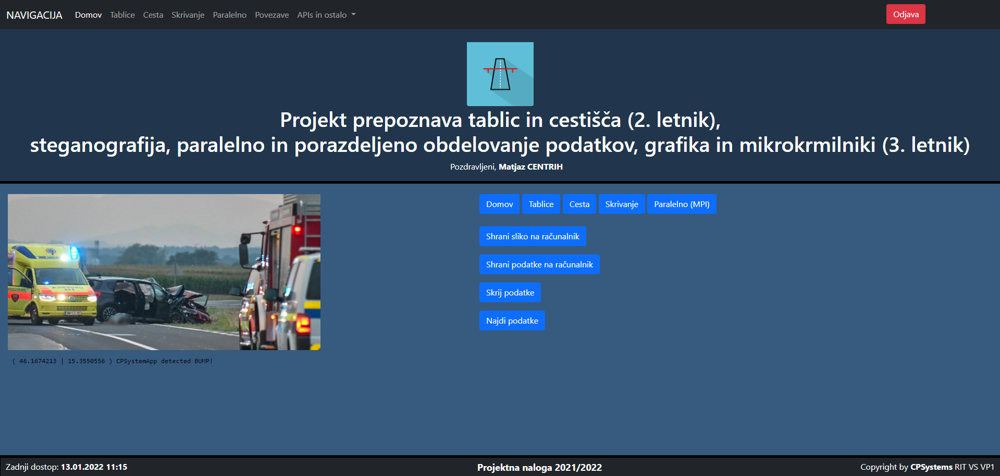 NAVIGACIJA Domov Tablice Cesta Skrivanje Paralelno Povezave APIs in ostalo Odjava
Projekt prepoznava tablic in cestišča (2. letnik),
steganografija, paralelno in porazdeljeno obdelovanje podatkov, grafika in mikrokrmilniki (3. letnik)
Pozdravljeni, Matjaz CENTRIH
Domov Tablice Cesta Skrivanje Paralelno (MPI)
Shrani sliko na računalnik
Shrani podatke na računalnik
Skrij podatke
Najdi podatke
( 46.1674213 | 15.3550556 ) CPSystemApp detected BUMP!
Zadnji dostop: 13.01.2022 11:15 Projektna naloga 2021/2022 Copyright by CPSystems RIT VS VP1